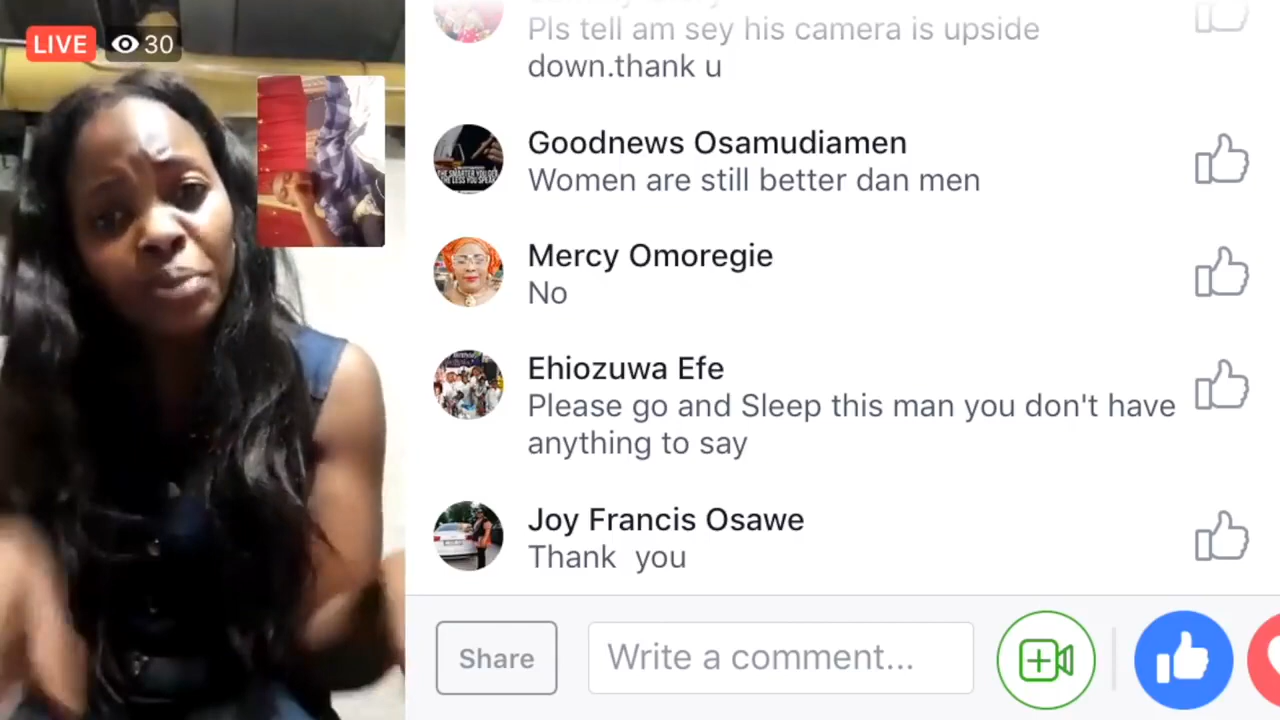 LIVE 30
Pls tell am sey his camera is upside
down.thank u
Goodnews Osamudiamen
Women are still better dan men
Mercy Omoregie
No
Ehiozuwa Efe
Please go and Sleep this man you don't have
anything to say
Joy Francis Osawe
Thank you
Share
Write a comment...